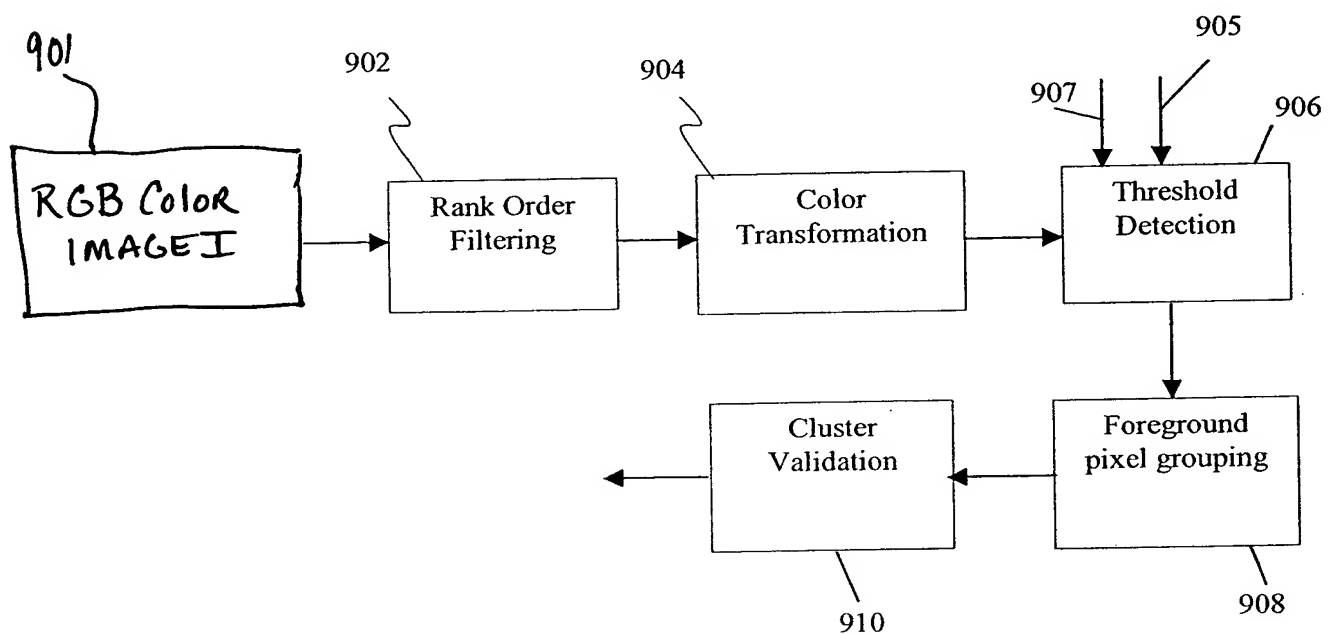 901
902
904
905
907
906
RGB Color
IMAGE I
Rank Order
Filtering
Color
Transformation
Threshold
Detection
Cluster
Validation
Foreground
pixel grouping
910
908